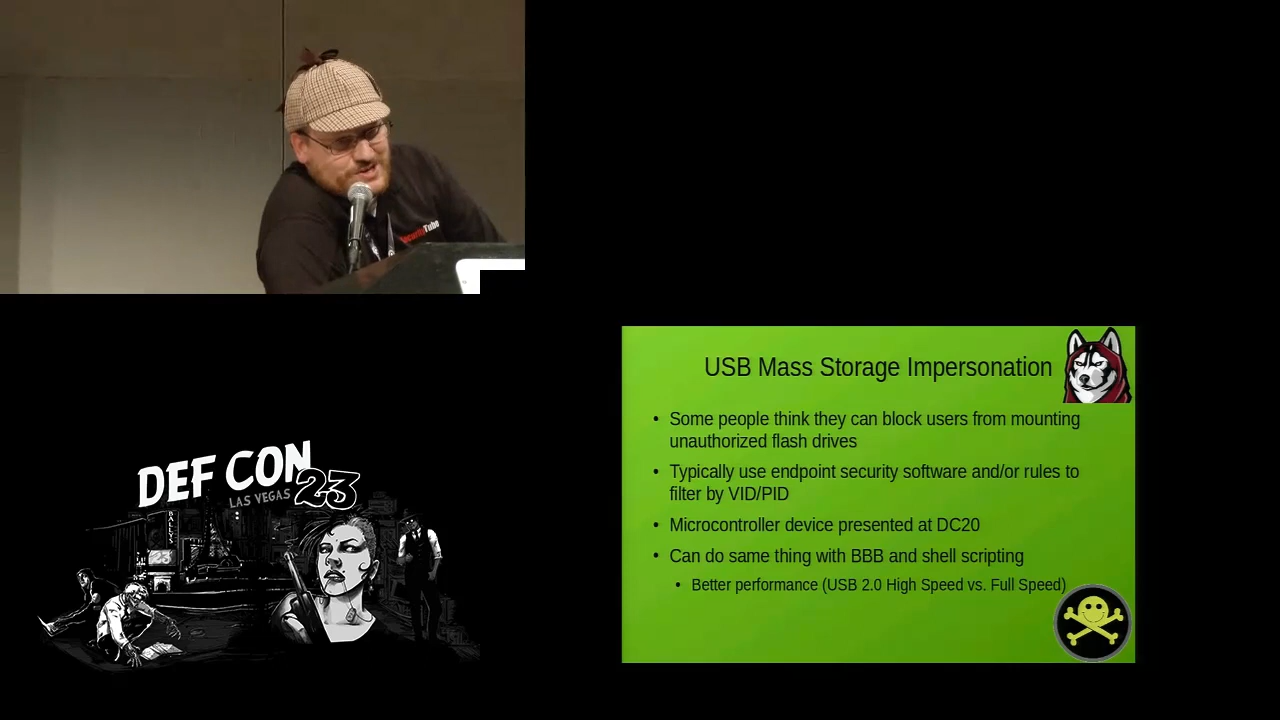 SecurityTube
USB Mass Storage Impersonation
• Some people think they can block users from mounting
unauthorized flash drives
• Typically use endpoint security software and/or rules to
filter by VID/PID
• Microcontroller device presented at DC20
• Can do same thing with BBB and shell scripting
• Better performance (USB 2.0 High Speed vs. Full Speed)
DEF CON
LAS VEGAS 23
BALLYS